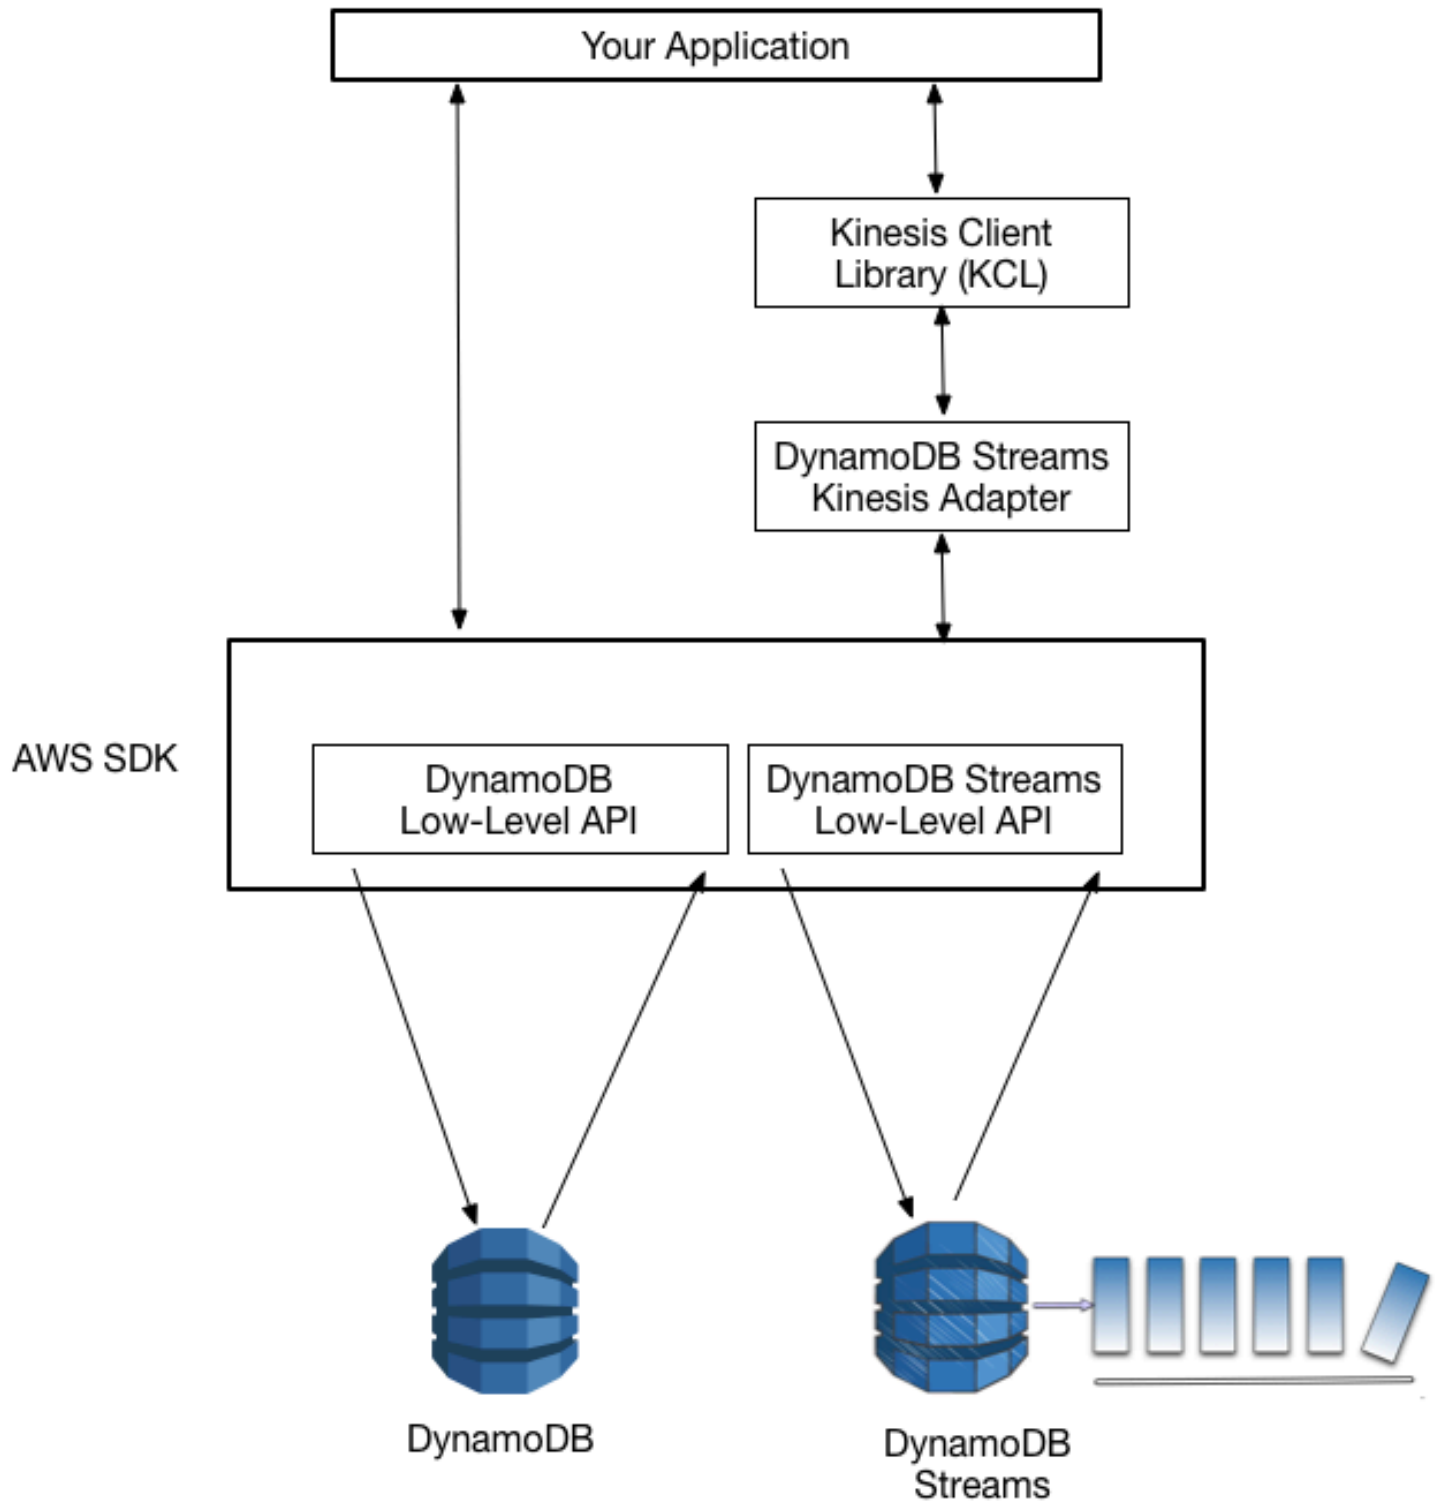 Your Application
Kinesis Client
Library (KCL)
DynamoDB Streams
Kinesis Adapter
AWS SDK
DynamoDB
Low-Level API
DynamoDB Streams
Low-Level API
DynamoDB
DynamoDB
Streams